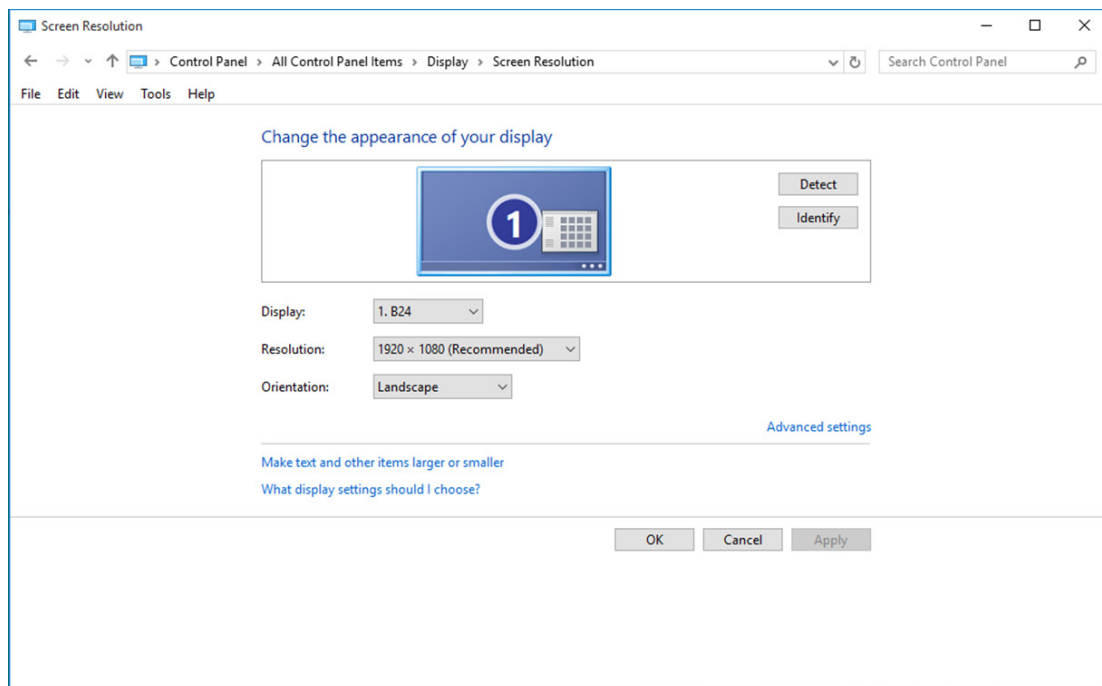 Screen Resolution
Control Panel > All Control Panel Items > Display > Screen Resolution
Search Control Panel
File Edit View Tools Help
Change the appearance of your display
1
Detect
Identify
Display: 1. B24
Resolution: 1920 × 1080 (Recommended)
Orientation: Landscape
Advanced settings
Make text and other items larger or smaller
What display settings should I choose?
OK Cancel Apply